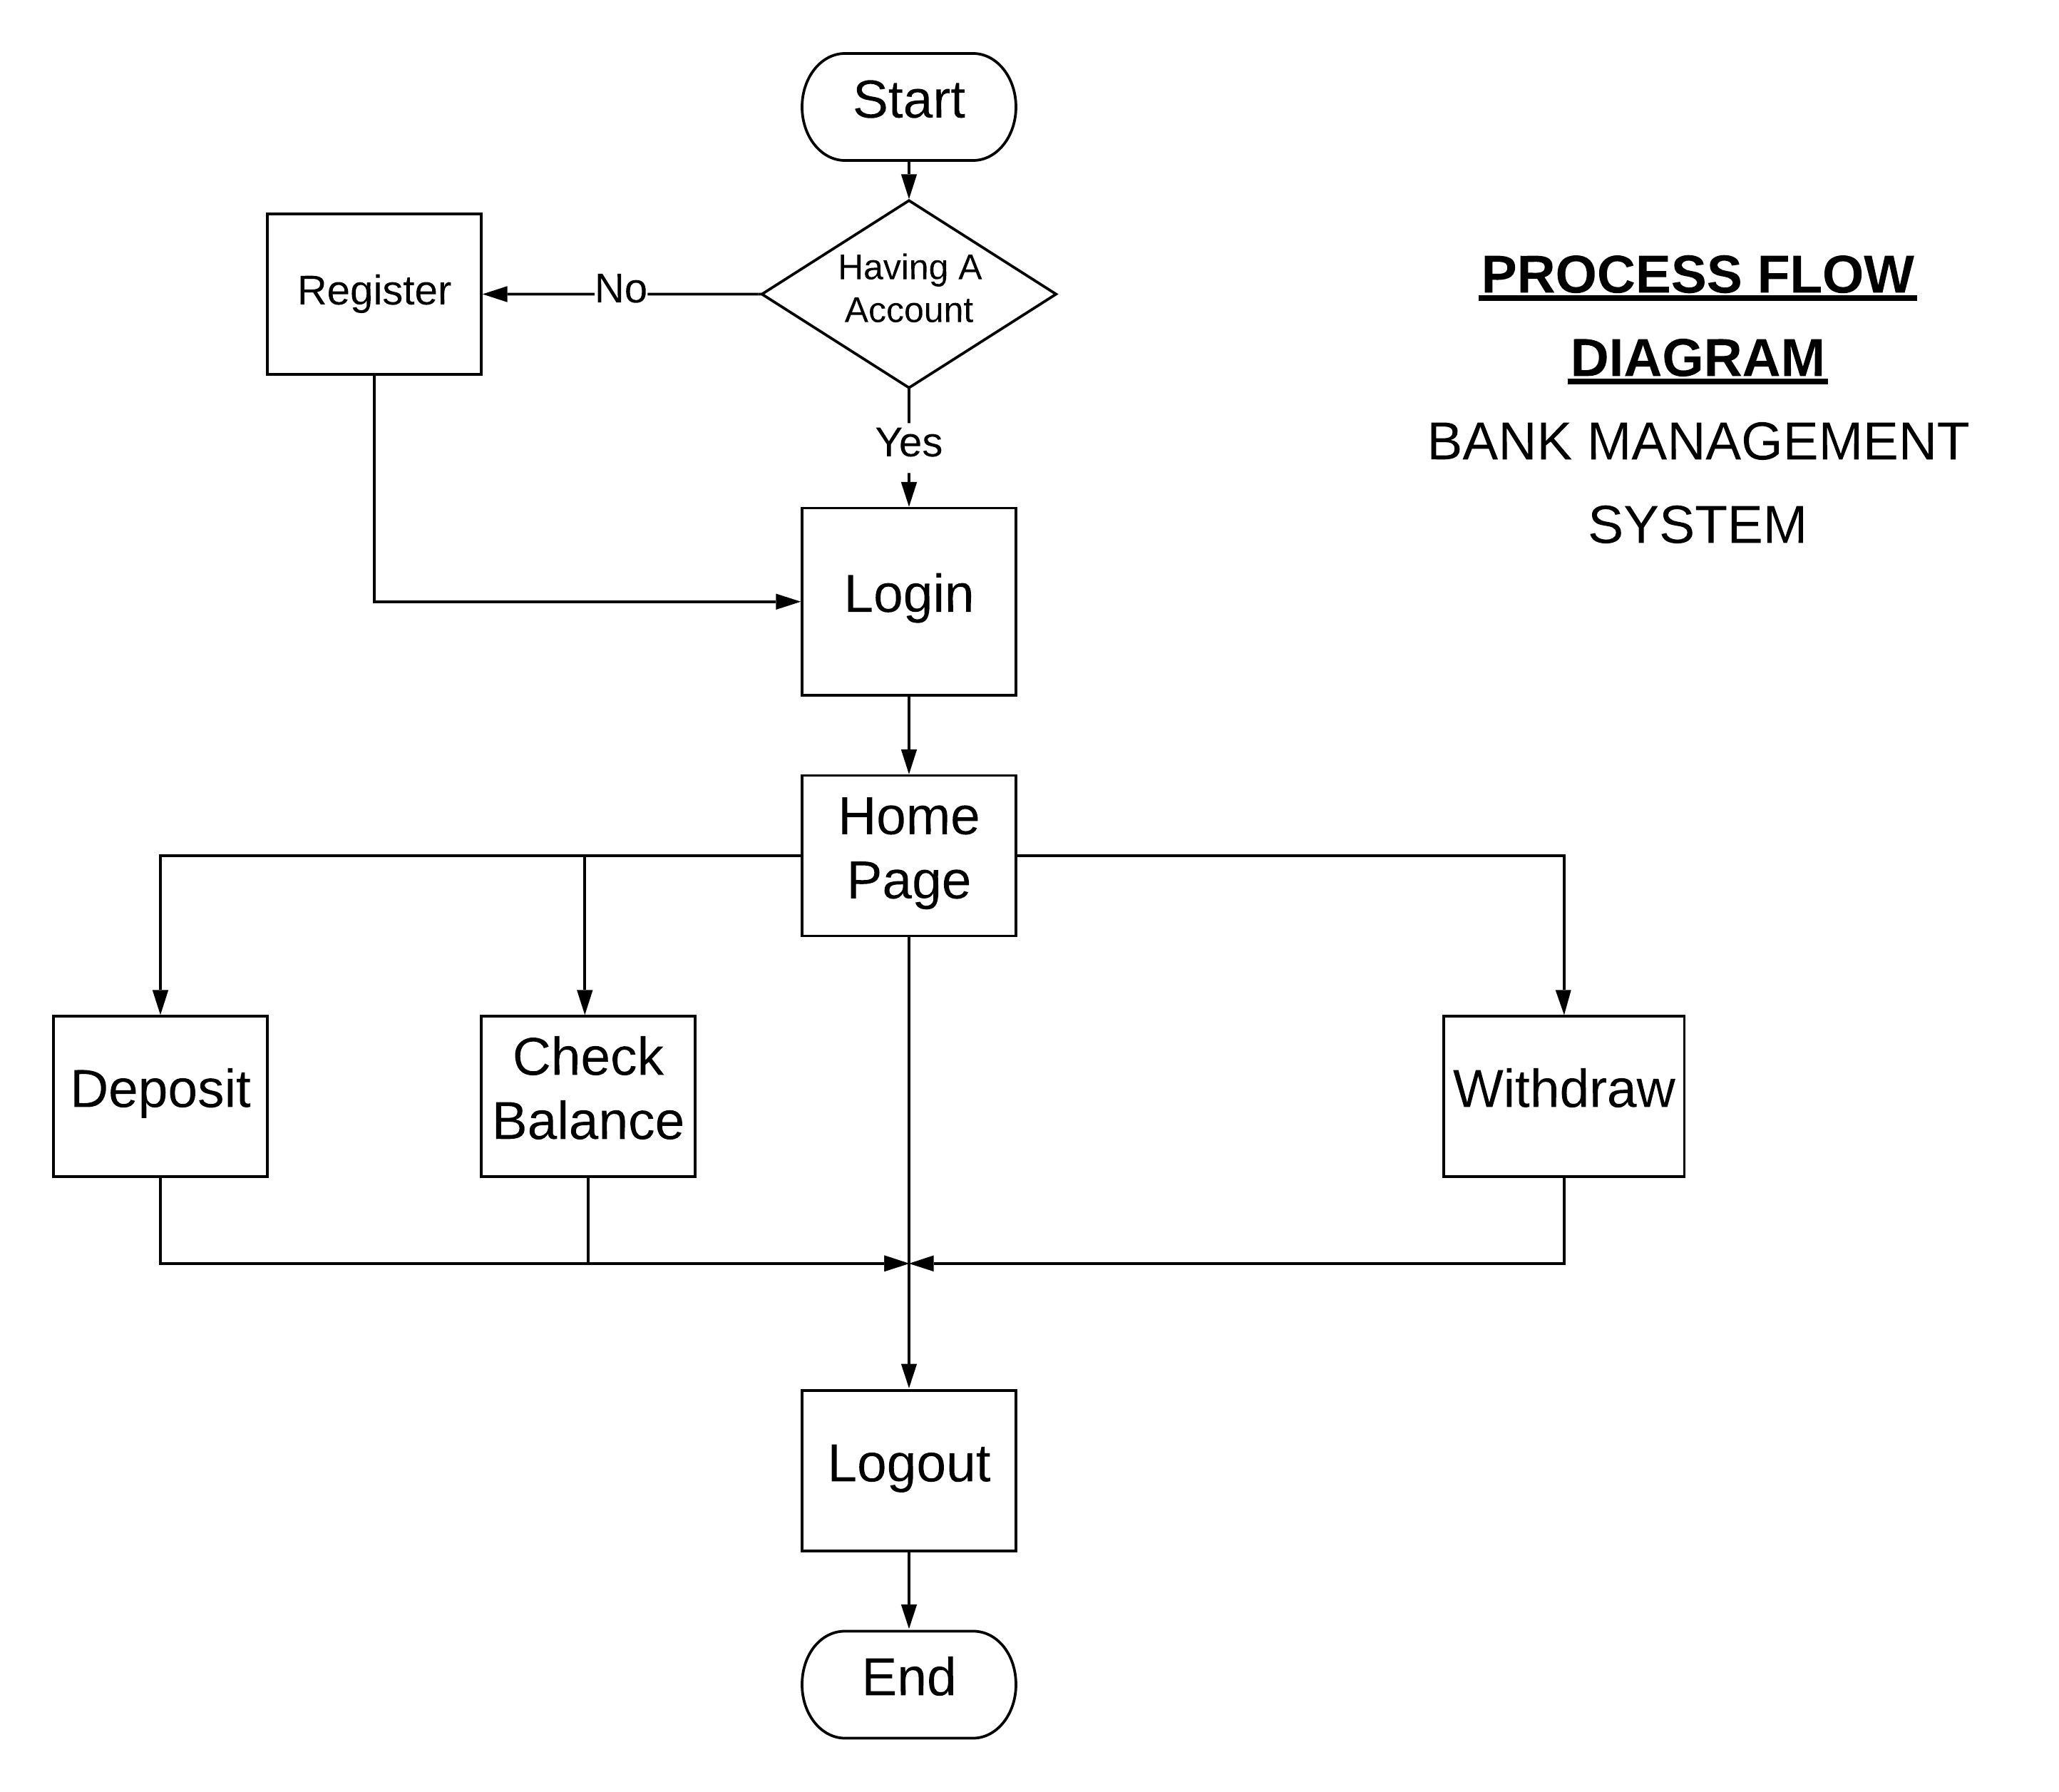 Start
Having A
Account
No
Register
Yes
PROCESS FLOW
DIAGRAM
BANK MANAGEMENT
SYSTEM
Login
Home
Page
Deposit
Check
Balance
Withdraw
Logout
End